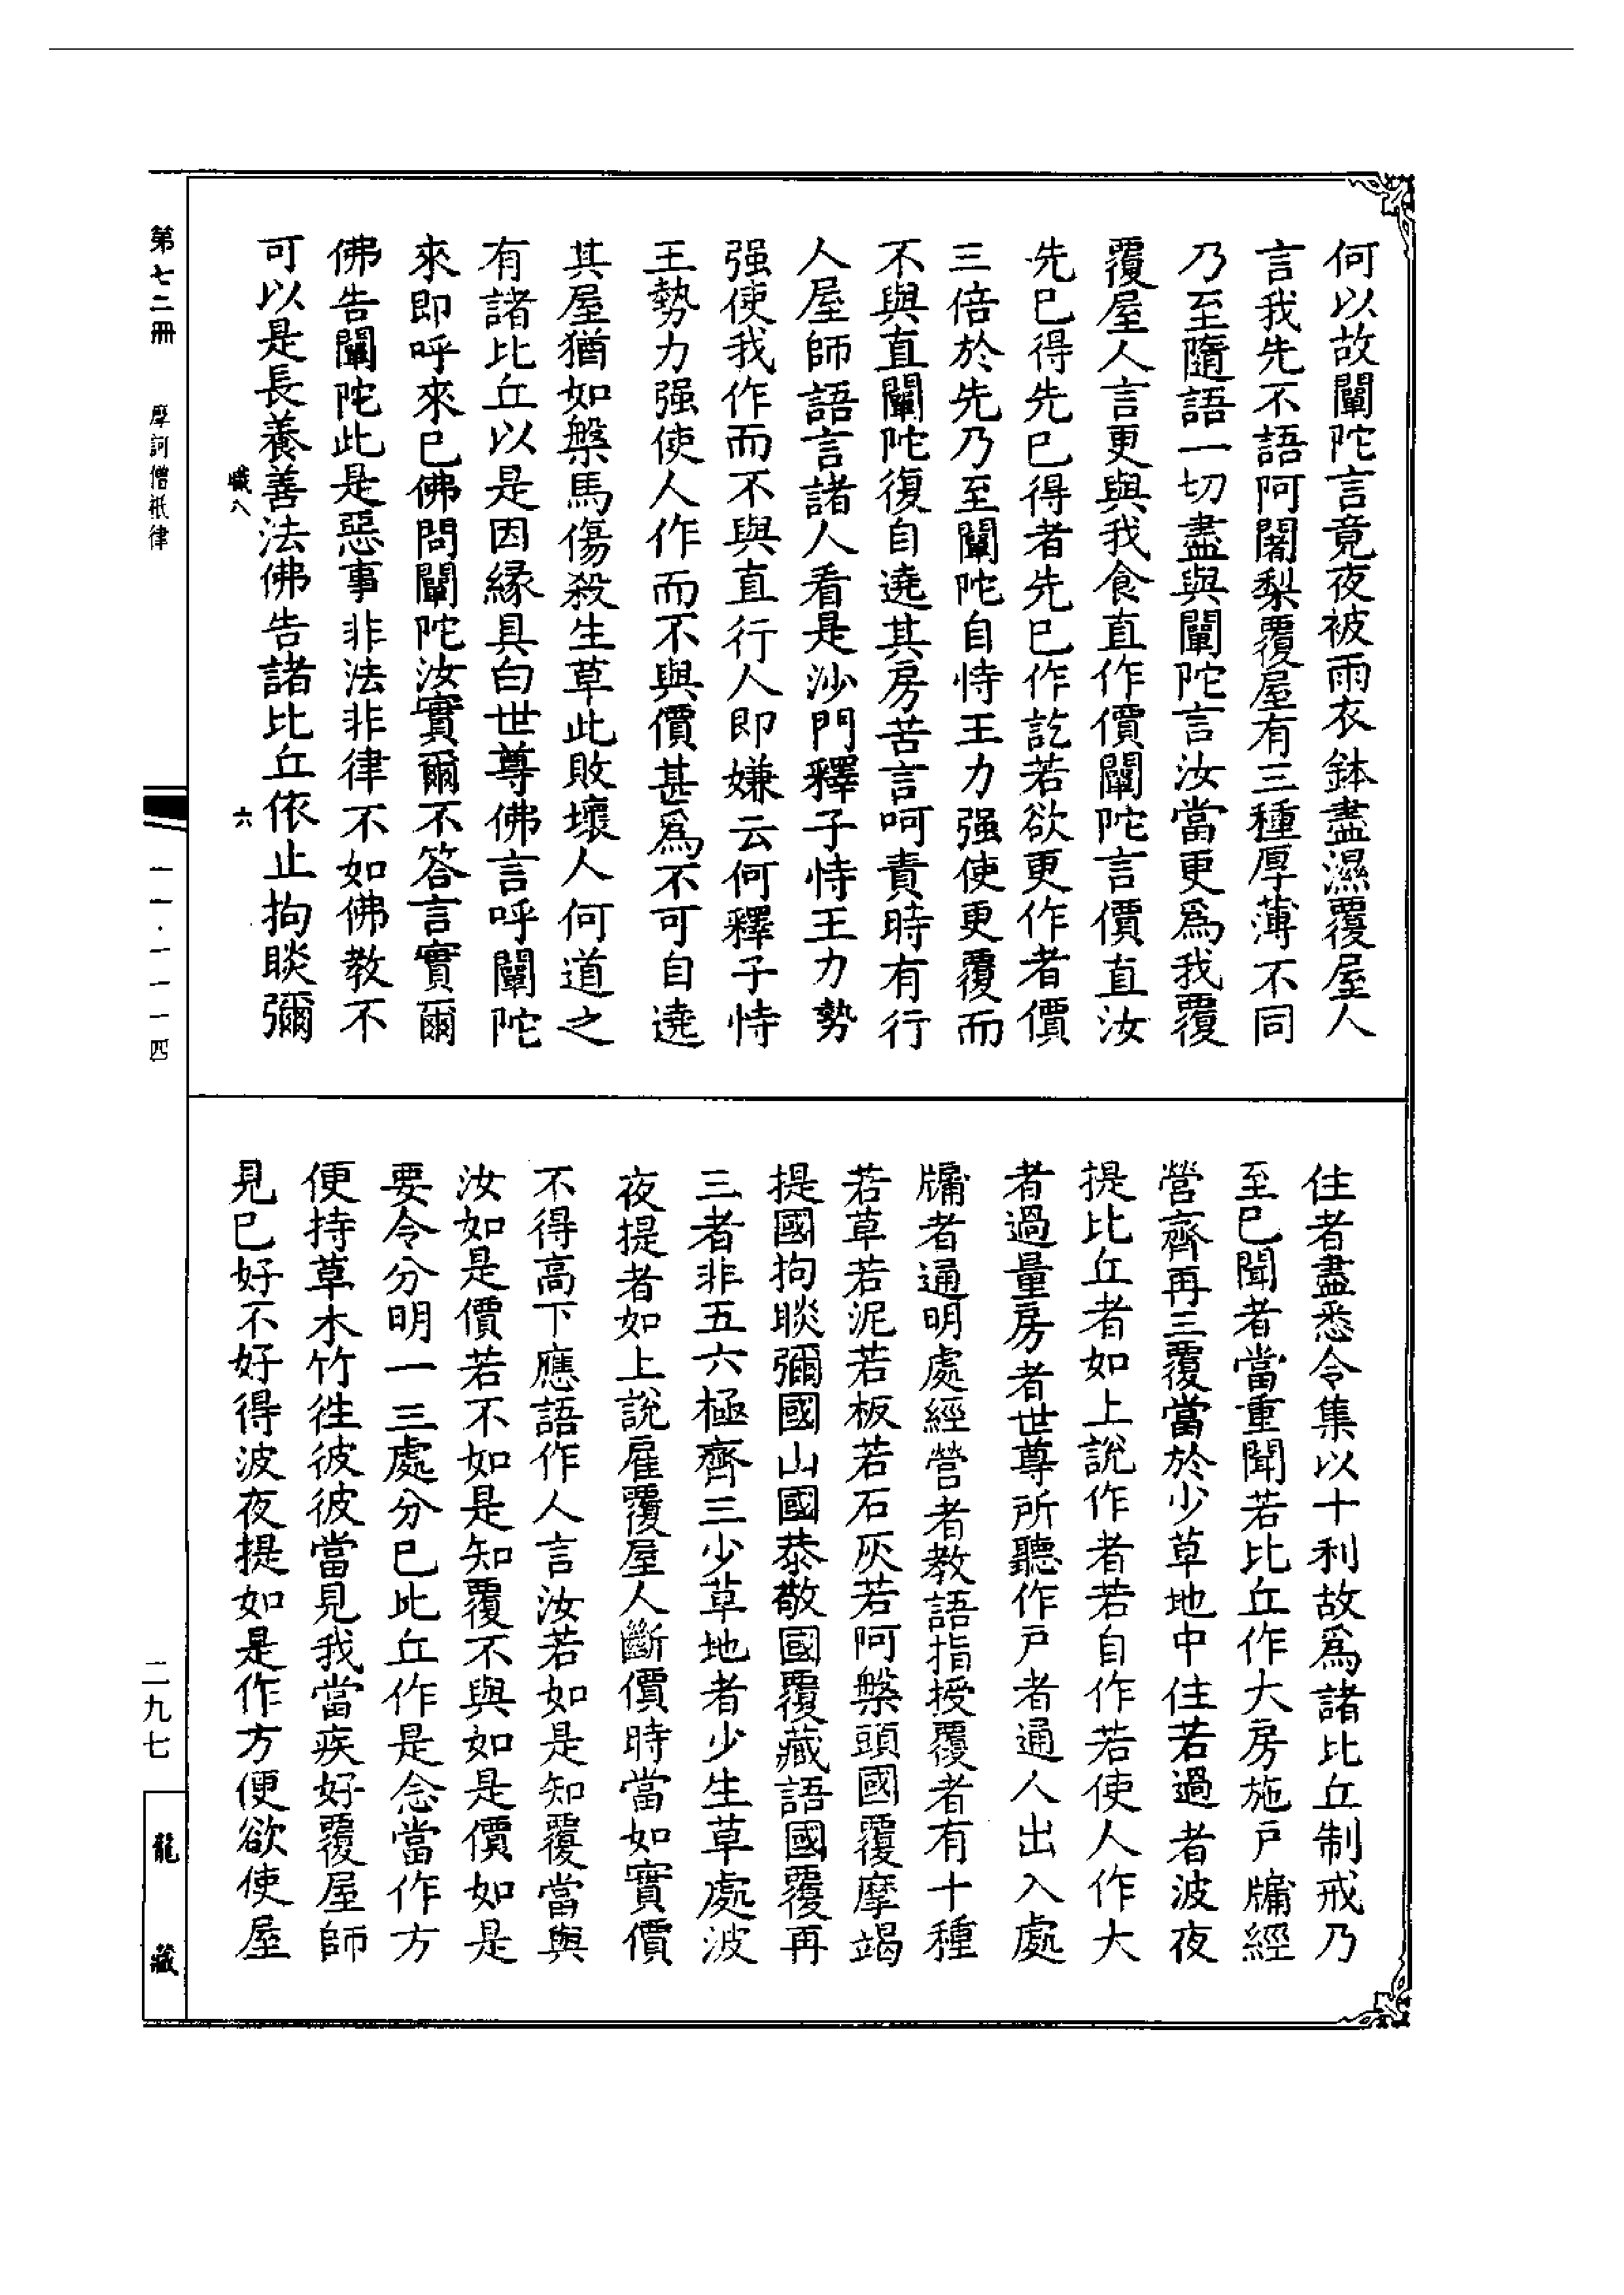 何以故闡陀言竟夜被雨衣鉢盡濕覆屋人
言我先不語阿闍梨覆屋有三種厚薄不同
乃至隨語一切盡與闡陀言汝當更爲我覆
覆屋人言更與我食直作價闡陀言價直汝
先已得先已得者先已作訖若欲更作者價
三倍於先乃至闡陀自恃王力强使更覆而
不與直闡陀復自遶其房苦言呵責時有行
人屋師語言諸人看是沙門釋子恃王力勢
强使我作而不與直行人即嫌云何釋子恃
王勢力强使人作而不與價甚爲不可自遶
其屋猶如槃馬傷殺生草此敗壞人何道之
有諸比丘以是因緣具白世尊佛言呼闡陀
來即呼來已佛問闡陀汝實爾不答言實爾
佛告闡陀此是惡事非法非律不如佛教不
可以是長養善法佛告諸比丘依止拘睒彌
職六
六
住者盡悉令集以十利故爲諸比丘制戒乃
至已聞者當重聞若比丘作大房施戶牖經
營齊再三覆當於少草地中住若過者波夜
提比丘者如上說作者若自作若使人作大
者過量房者世尊所聽作戶者通人出入處
牖者通明處經營者教語指授覆者有十種
若草若泥若板若石灰若阿槃頭國覆摩竭
提國拘睒彌國山國恭敬國覆藏語國覆再
三者非五六極齊三少草地者少生草處波
夜提者如上說雇覆屋人斷價時當如實價
不得高下應語作人言汝若如是知覆當與
汝如是價若不如是知覆不與如是價如是
要令分明一三處分已比丘作是念當作方
便持草木竹徃彼彼當見我當疾好覆屋師
見已好不好得波夜提如是作方便欲使屋
第七二冊
摩訶僧祇律
一一·一一一四
二九七
龍藏